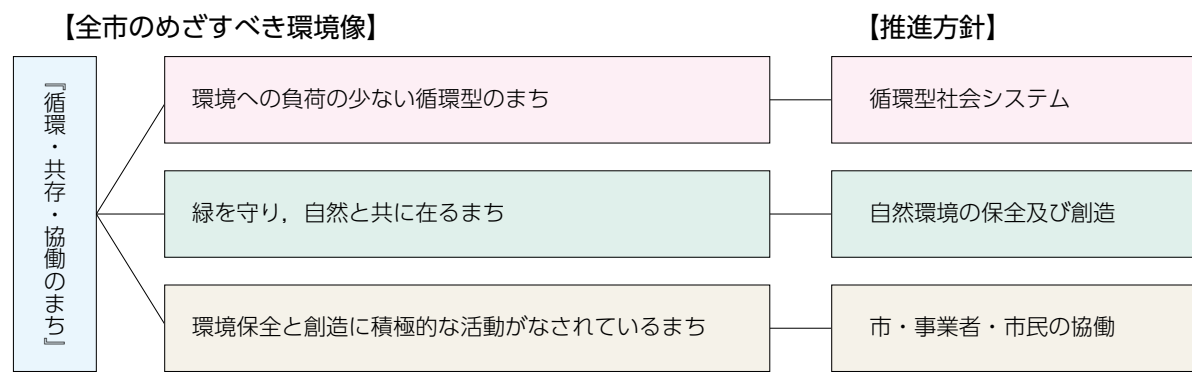 【全市のめざすべき環境像】
【推進方針】
『循環・共存・協働のまち』
環境への負荷の少ない循環型のまち
循環型社会システム
緑を守り，自然と共に在るまち
自然環境の保全及び創造
環境保全と創造に積極的な活動がなされているまち
市・事業者・市民の協働